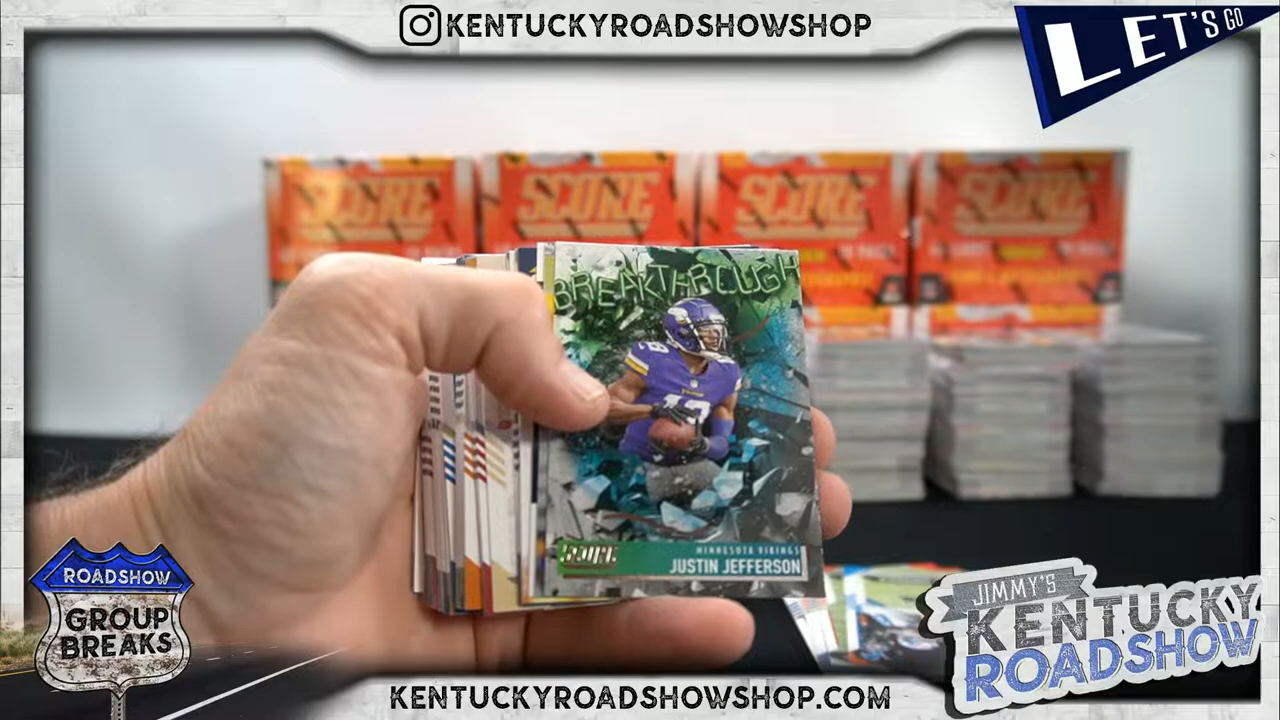 KENTUCKYROADSHOWSHOP
LET'S GO
SCORE
SCORE
SCORE
SCORE
BREAKTHROUGH
18
SCORE
MINNESOTA VIKINGS
JUSTIN JEFFERSON
ROADSHOW
GROUP
BREAKS
JIMMY'S
KENTUCKY
ROADSHOW
KENTUCKYROADSHOWSHOP.COM